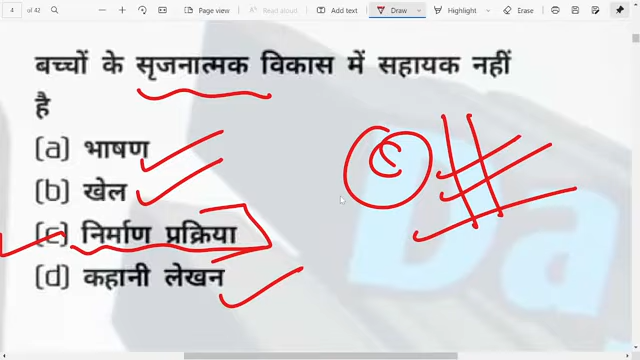 4 of 42
Page view
Read aloud
Add text
Draw
Highlight
Erase
बच्चों के सृजनात्मक विकास में सहायक नहीं
है
(a) भाषण
(b) खेल
(c) निर्माण प्रक्रिया
(d) कहानी लेखन
Da